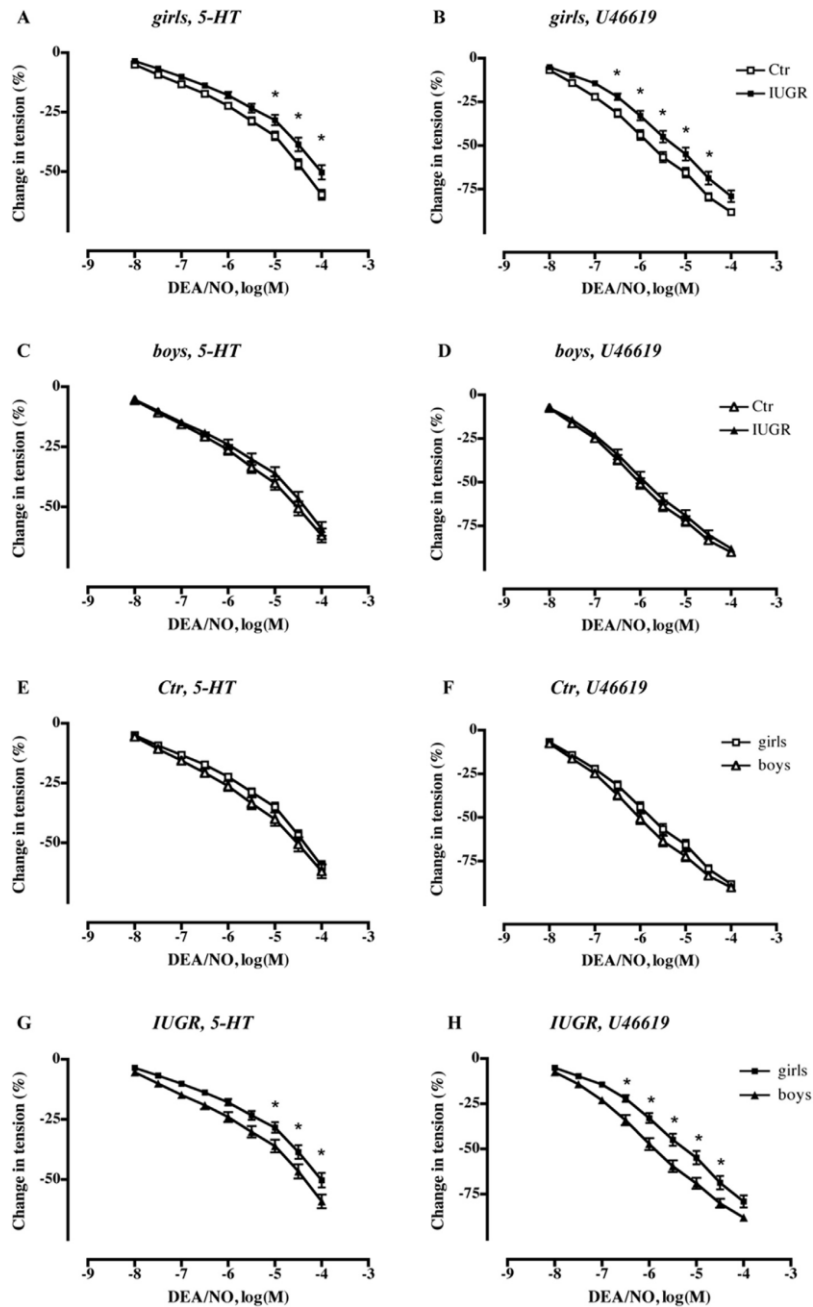 A girls, 5-HT
0
-25
-50
Change in tension (%)
* * *
-9 -8 -7 -6 -5 -4 -3
DEA/NO, log(M)
B girls, U46619
0
-25
-50
-75
Change in tension (%)
* * * * *
Ctr
IUGR
-9 -8 -7 -6 -5 -4 -3
DEA/NO, log(M)
C boys, 5-HT
0
-25
-50
Change in tension (%)
-9 -8 -7 -6 -5 -4 -3
DEA/NO, log(M)
D boys, U46619
0
-25
-50
-75
Change in tension (%)
Ctr
IUGR
-9 -8 -7 -6 -5 -4 -3
DEA/NO, log(M)
E Ctr, 5-HT
0
-25
-50
Change in tension (%)
-9 -8 -7 -6 -5 -4 -3
DEA/NO, log(M)
F Ctr, U46619
0
-25
-50
-75
Change in tension (%)
girls
boys
-9 -8 -7 -6 -5 -4 -3
DEA/NO, log(M)
G IUGR, 5-HT
0
-25
-50
Change in tension (%)
* * *
-9 -8 -7 -6 -5 -4 -3
DEA/NO, log(M)
H IUGR, U46619
0
-25
-50
-75
Change in tension (%)
* * * * *
girls
boys
-9 -8 -7 -6 -5 -4 -3
DEA/NO, log(M)